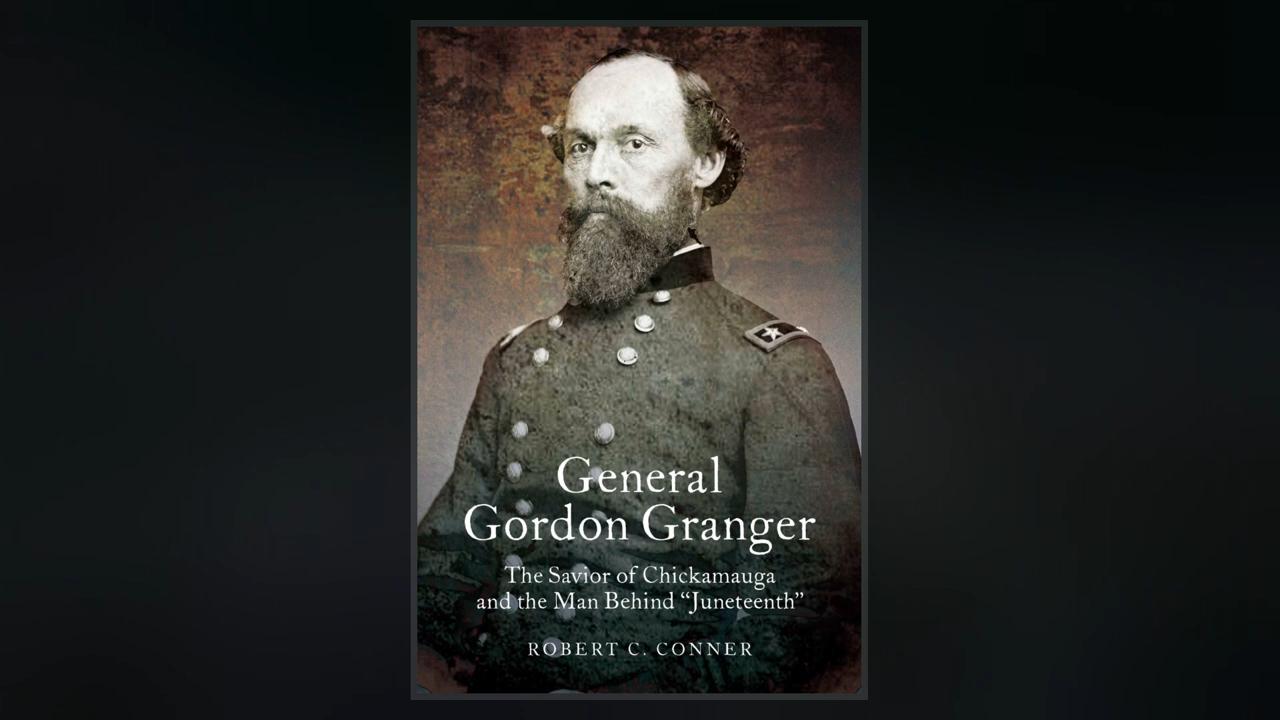 General
Gordon Granger
The Savior of Chickamauga
and the Man Behind “Juneteenth”
ROBERT C. CONNER